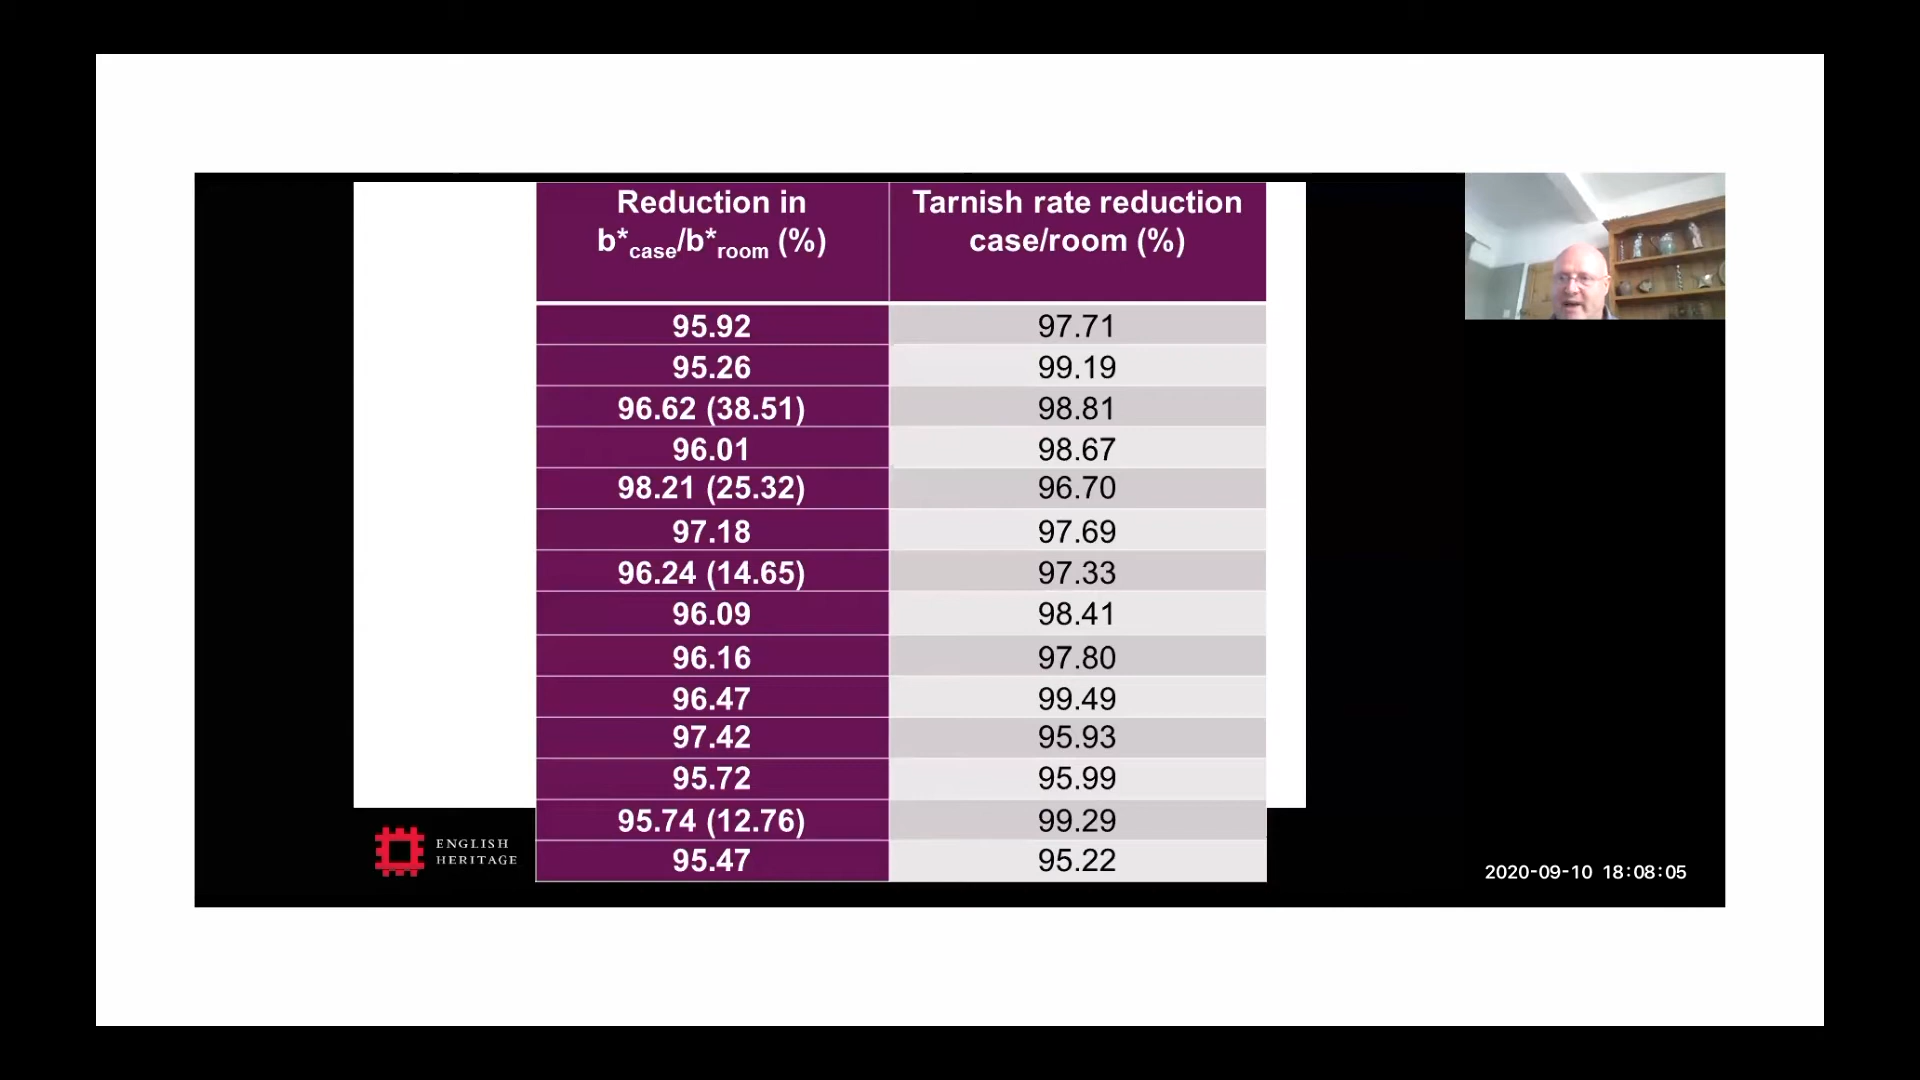 Reduction in
b*case/b*room (%)
Tarnish rate reduction
case/room (%)
95.92 97.71
95.26 99.19
96.62 (38.51) 98.81
96.01 98.67
98.21 (25.32) 96.70
97.18 97.69
96.24 (14.65) 97.33
96.09 98.41
96.16 97.80
96.47 99.49
97.42 95.93
95.72 95.99
95.74 (12.76) 99.29
95.47 95.22
ENGLISH
HERITAGE
2020-09-10 18:08:05